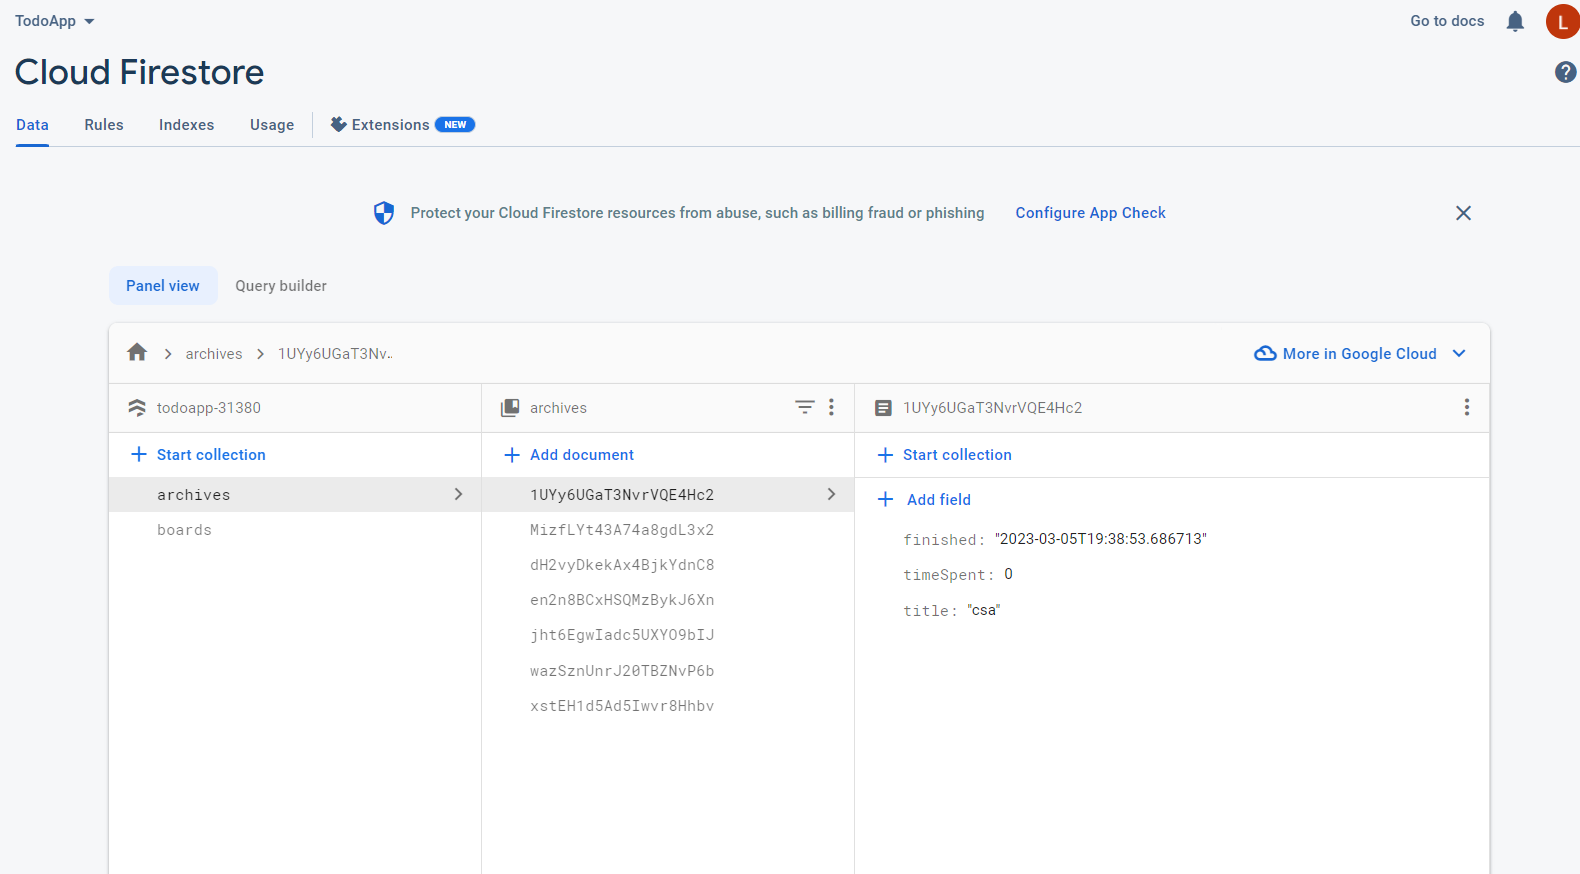 TodoApp
Go to docs
L
Cloud Firestore
?
Data Rules Indexes Usage Extensions NEW
Protect your Cloud Firestore resources from abuse, such as billing fraud or phishing Configure App Check
Panel view Query builder
archives 1UYy6UGaT3Nv..
More in Google Cloud
todoapp-31380
archives
1UYy6UGaT3NvrVQE4Hc2
Start collection
Add document
Start collection
archives
1UYy6UGaT3NvrVQE4Hc2
Add field
boards
MizfLYt43A74a8gdL3x2
finished: "2023-03-05T19:38:53.686713"
dH2vyDkekAx4BjkYdnC8
timeSpent: 0
en2n8BCxHSQMzBykJ6Xn
title: "csa"
jht6EgwIadc5UXYO9bIJ
wazSznUnrJ20TBZNvP6b
xstEH1d5Ad5Iwvr8Hhbv